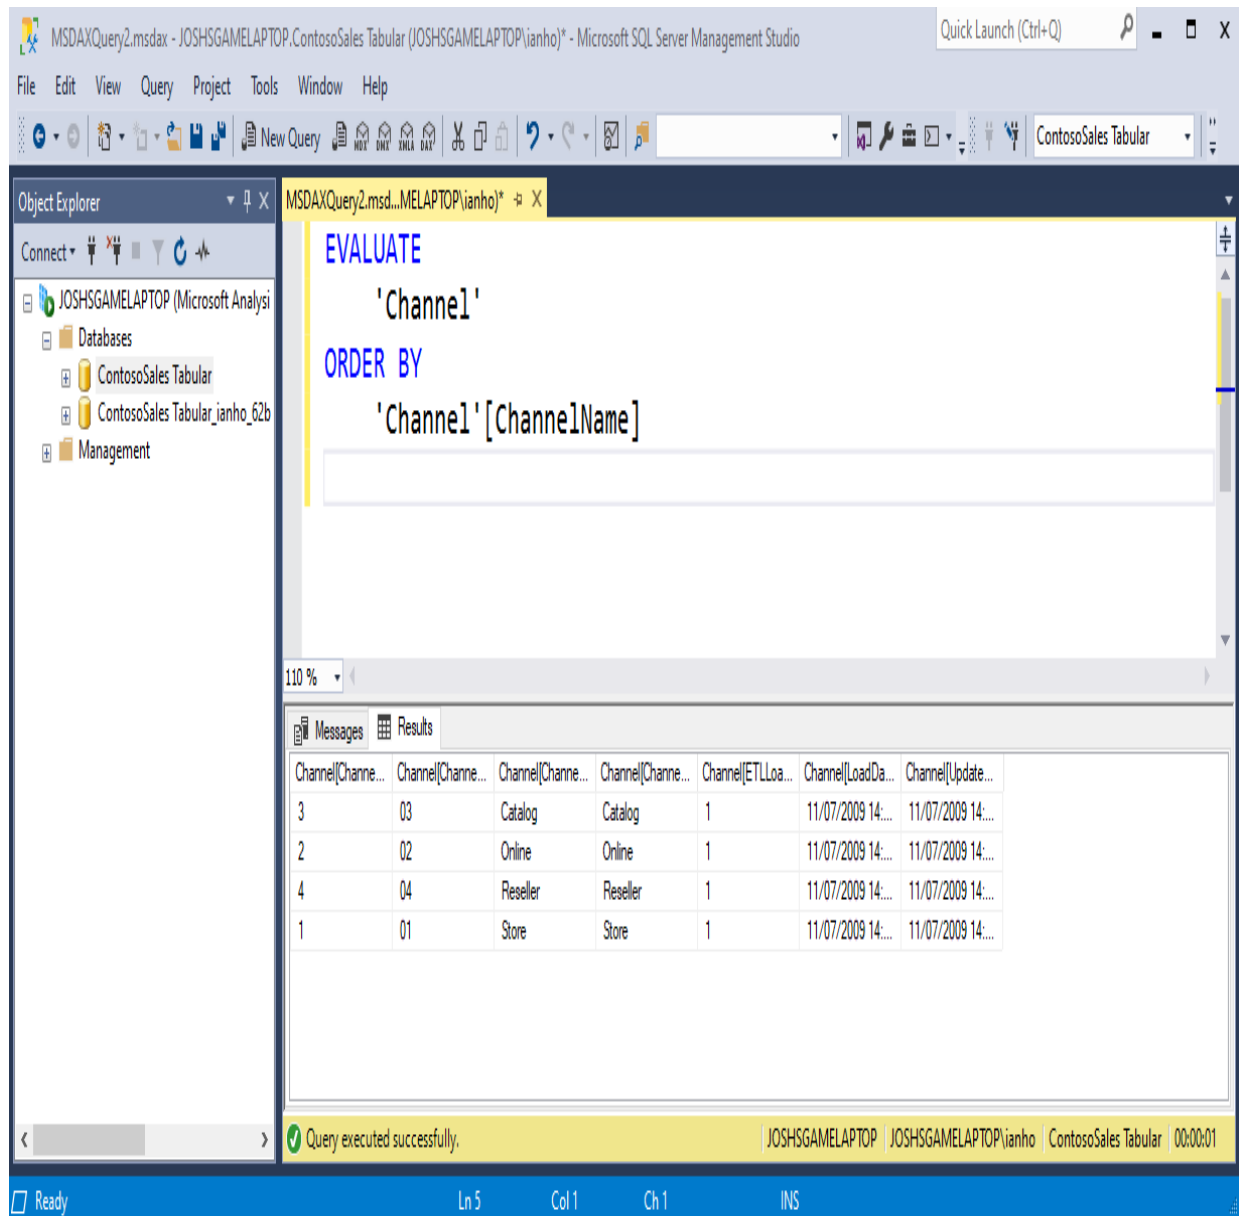 MSDAXQuery2.msdax - JOSHSGAMELAPTOP.ContosoSales Tabular (JOSHSGAMELAPTOP\ianho)* - Microsoft SQL Server Management Studio
Quick Launch (Ctrl+Q)
File Edit View Query Project Tools Window Help
New Query MDX DMX XMLA DAX ContosoSales Tabular
Object Explorer
MSDAXQuery2.msd...MELAPTOP\ianho)*
Connect
JOSHSGAMELAPTOP (Microsoft Analysi
Databases
ContosoSales Tabular
ContosoSales Tabular_ianho_62b
Management
EVALUATE
'Channel'
ORDER BY
'Channel'[ChannelName]
110 %
Messages Results
Channel[Channe... Channel[Channe... Channel[Channe... Channel[Channe... Channel[ETLLoa... Channel[LoadDa... Channel[Update...
3 03 Catalog Catalog 1 11/07/2009 14:... 11/07/2009 14:...
2 02 Online Online 1 11/07/2009 14:... 11/07/2009 14:...
4 04 Reseller Reseller 1 11/07/2009 14:... 11/07/2009 14:...
1 01 Store Store 1 11/07/2009 14:... 11/07/2009 14:...
Query executed successfully. JOSHSGAMELAPTOP JOSHSGAMELAPTOP\ianho ContosoSales Tabular 00:00:01
Ready Ln 5 Col 1 Ch 1 INS